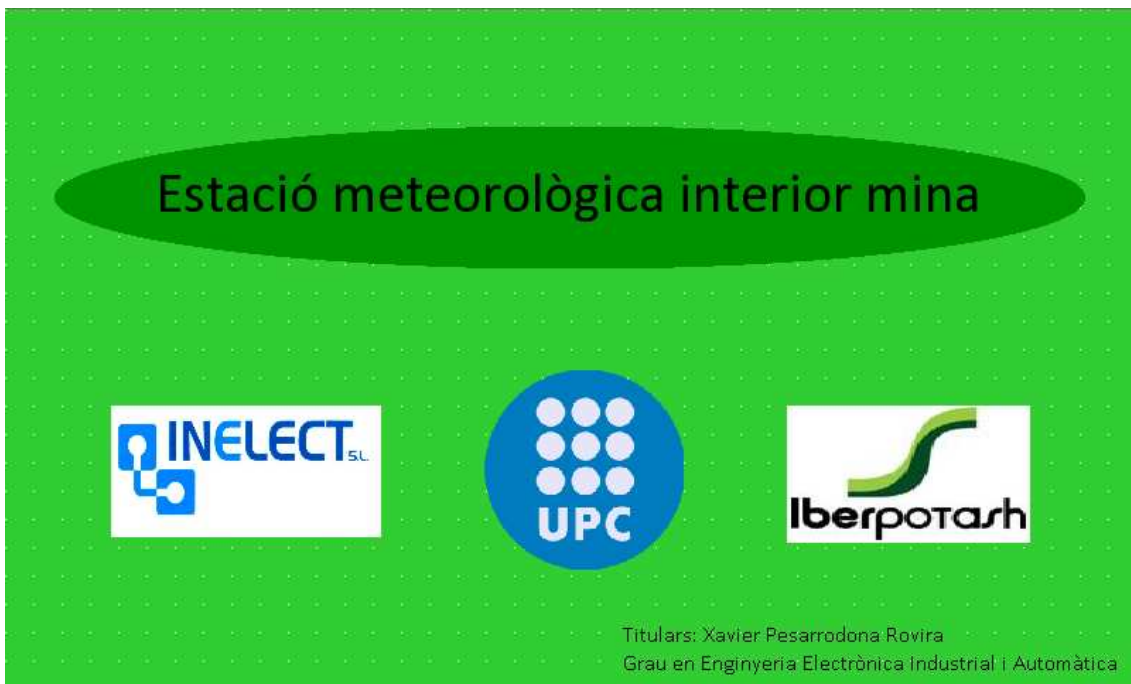 Estació meteorològica interior mina
INELECT S.L.
UPC
Iberpotash
Titulars: Xavier Pesarrodona Rovira
Grau en Enginyeria Electrònica Industrial i Automàtica